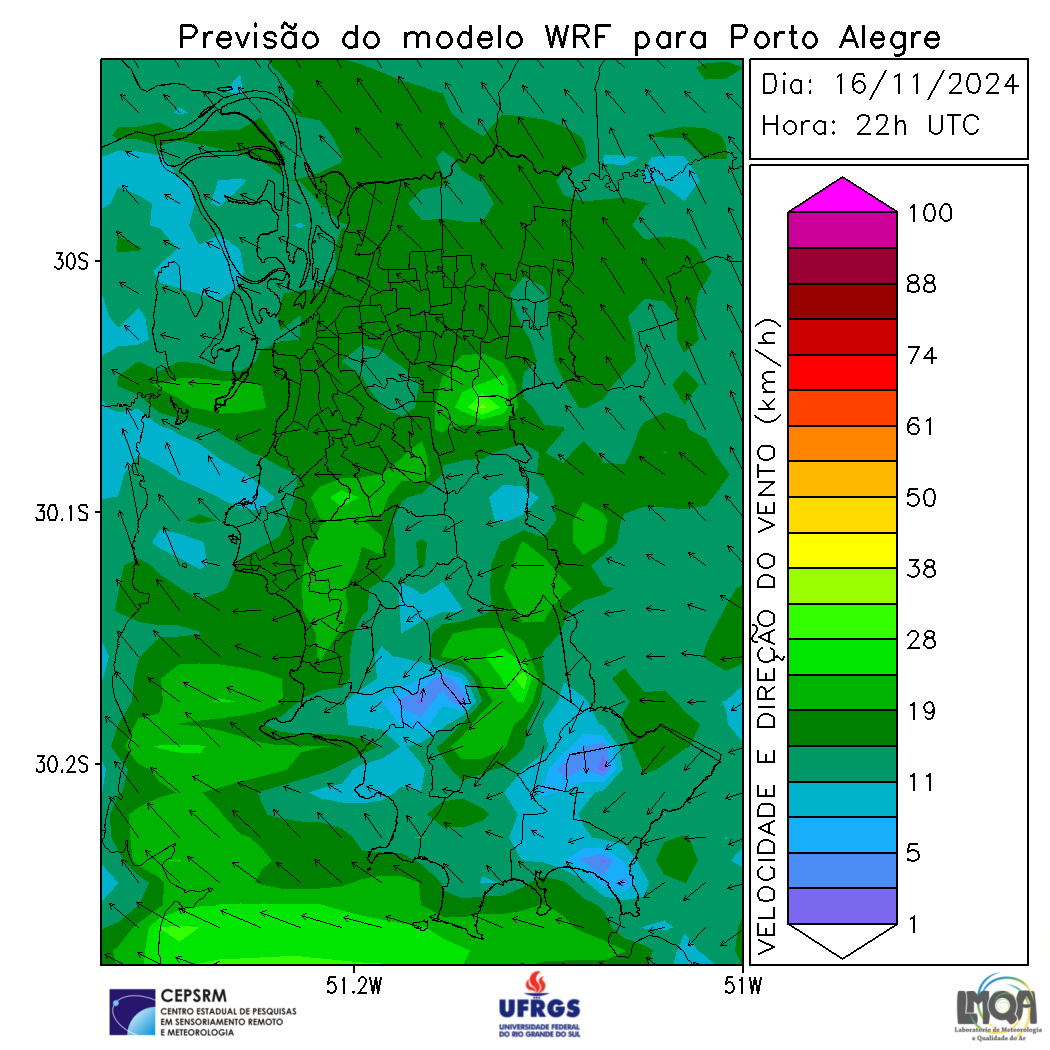 Previsão do modelo WRF para Porto Alegre
Dia: 16/11/2024
Hora: 22h UTC
30S
30.1S
30.2S
51.2W
51W
VELOCIDADE E DIREÇÃO DO VENTO (km/h)
100
88
74
61
50
38
28
19
11
5
1
CEPSRM
CENTRO ESTADUAL DE PESQUISAS
EM SENSORIAMENTO REMOTO
E METEOROLOGIA
UFRGS
UNIVERSIDADE FEDERAL
DO RIO GRANDE DO SUL
LMQA
Laboratório de Meteorologia
e Qualidade do Ar